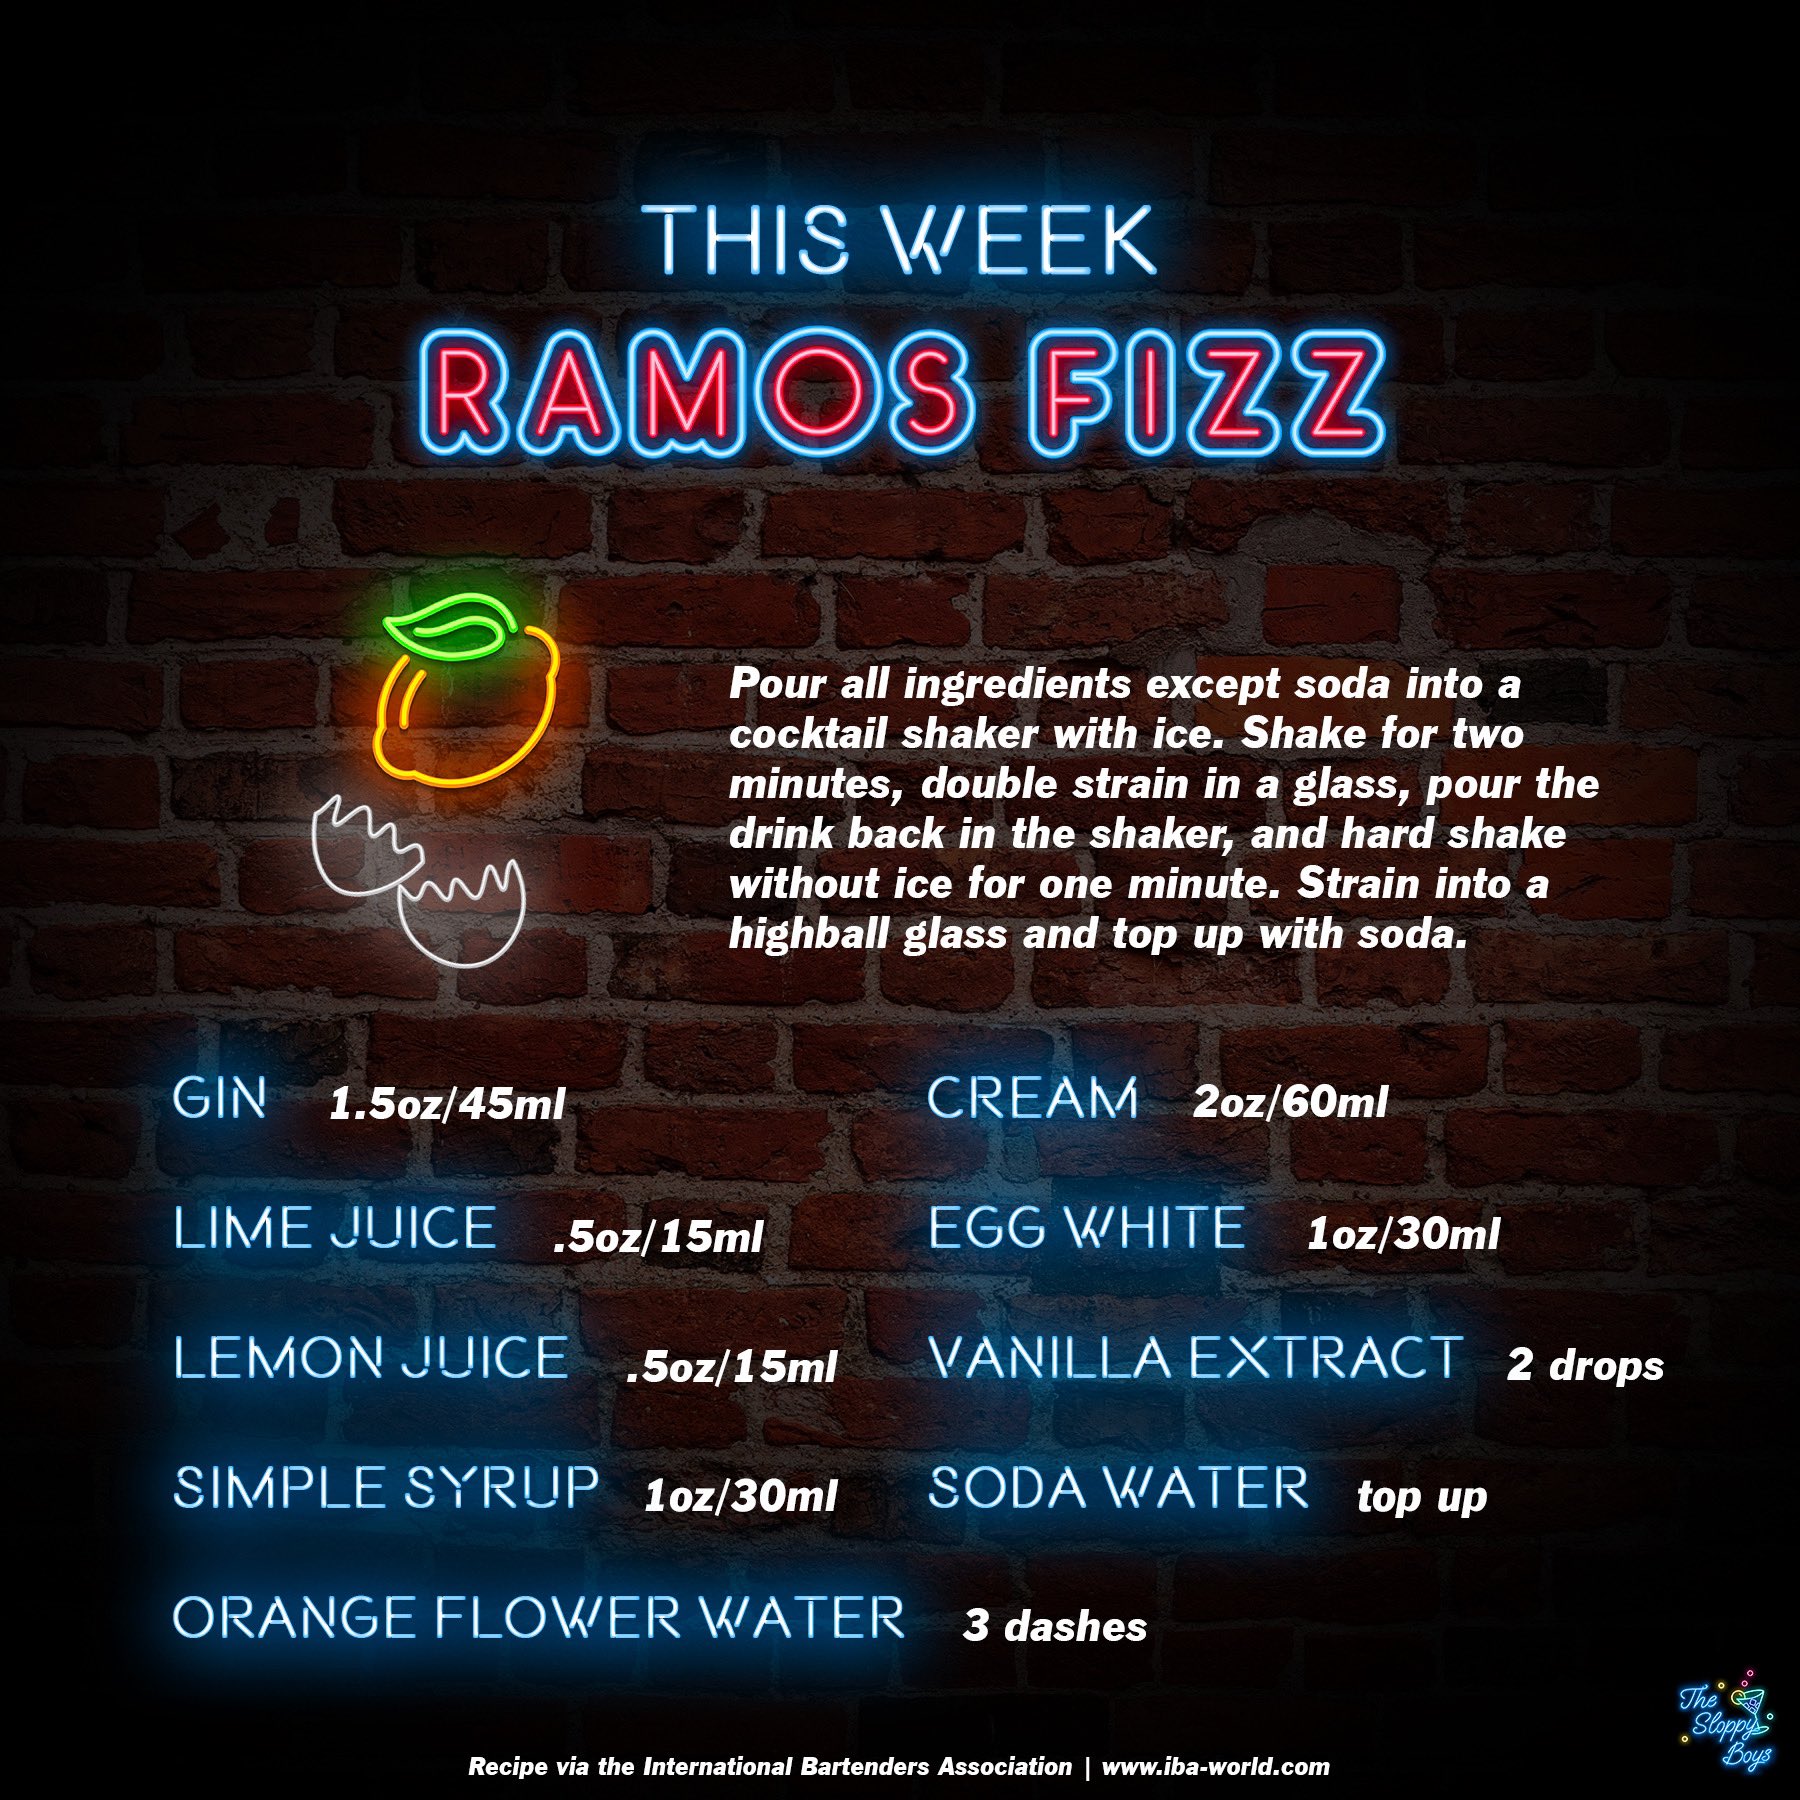 THIS WEEK
RAMOS FIZZ
Pour all ingredients except soda into a
cocktail shaker with ice. Shake for two
minutes, double strain in a glass, pour the
drink back in the shaker, and hard shake
without ice for one minute. Strain into a
highball glass and top up with soda.
GIN 1.5oz/45ml
CREAM 2oz/60ml
LIME JUICE .5oz/15ml
EGG WHITE 1oz/30ml
LEMON JUICE .5oz/15ml
VANILLA EXTRACT 2 drops
SIMPLE SYRUP 1oz/30ml
SODA WATER top up
ORANGE FLOWER WATER 3 dashes
The
Sloppy
Boys
Recipe via the International Bartenders Association | www.iba-world.com